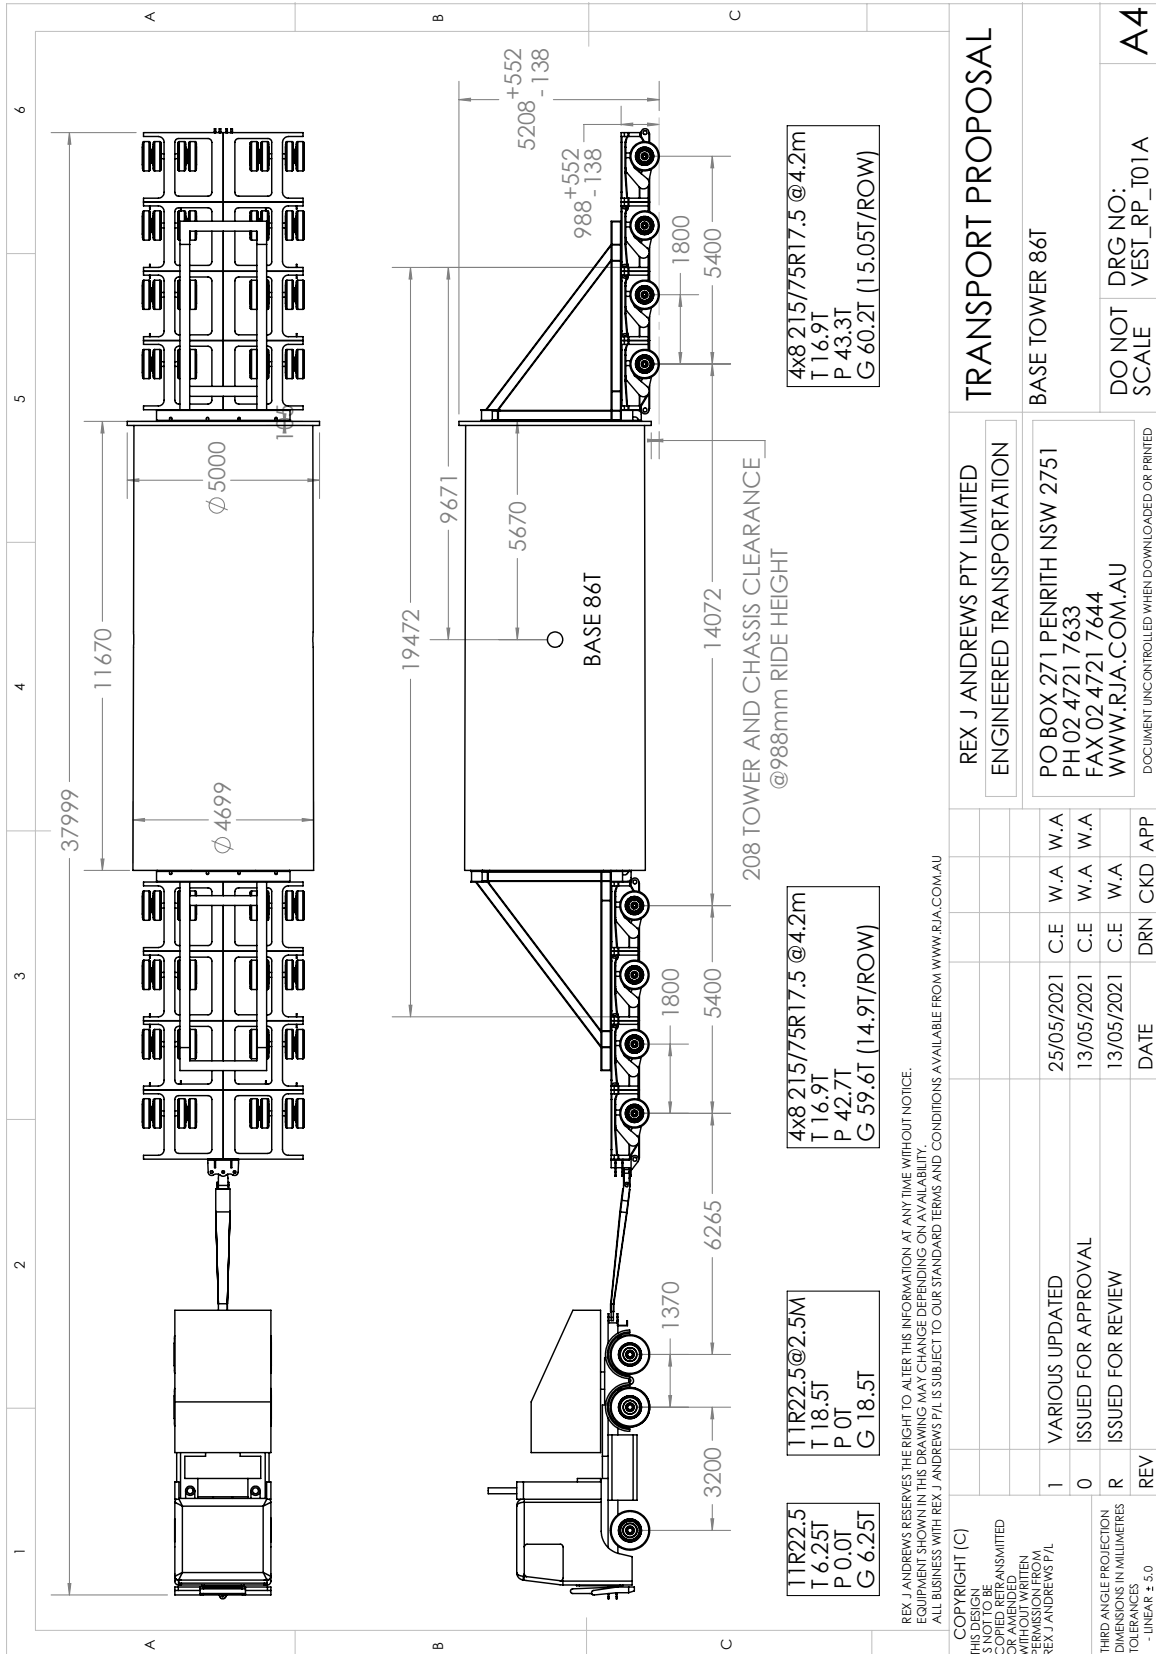 1
2
3
4
5
6
A
B
C
A
B
C
37999
11670
Ø 4699
Ø 5000
19472
9671
5670
BASE 86T
5208 +552
- 138
988 +552
- 138
3200
1370
6265
1800
5400
14072
1800
5400
208 TOWER AND CHASSIS CLEARANCE
@988mm RIDE HEIGHT
11R22.5
T 6.25T
P 0.0T
G 6.25T
11R22.5@2.5M
T 18.5T
P 0T
G 18.5T
4x8 215/75R17.5 @4.2m
T 16.9T
P 42.7T
G 59.6T (14.9T/ROW)
4x8 215/75R17.5 @4.2m
T 16.9T
P 43.3T
G 60.2T (15.05T/ROW)
REX J ANDREWS RESERVES THE RIGHT TO ALTER THIS INFORMATION AT ANY TIME WITHOUT NOTICE.
EQUIPMENT SHOWN IN THIS DRAWING MAY CHANGE DEPENDING ON AVAILABILITY.
ALL BUSINESS WITH REX J ANDREWS P/L IS SUBJECT TO OUR STANDARD TERMS AND CONDITIONS AVAILABLE FROM WWW.RJA.COM.AU
COPYRIGHT (C)
THIS DESIGN
S NOT TO BE
COPIED RETRANSMITTED
OR AMENDED
WITHOUT WRITTEN
PERMISSION FROM
REX J ANDREWS P/L
THIRD ANGLE PROJECTION
DIMENSIONS IN MILLIMETRES
TOLERANCES
- LINEAR ± 5.0
1 VARIOUS UPDATED 25/05/2021 C.E W.A W.A
0 ISSUED FOR APPROVAL 13/05/2021 C.E W.A W.A
R ISSUED FOR REVIEW 13/05/2021 C.E W.A
REV DATE DRN CKD APP
REX J ANDREWS PTY LIMITED
ENGINEERED TRANSPORTATION
PO BOX 271 PENRITH NSW 2751
PH 02 4721 7633
FAX 02 4721 7644
WWW.RJA.COM.AU
DOCUMENT UNCONTROLLED WHEN DOWNLOADED OR PRINTED
TRANSPORT PROPOSAL
BASE TOWER 86T
DO NOT
SCALE
DRG NO:
VEST_RP_T01A
A4